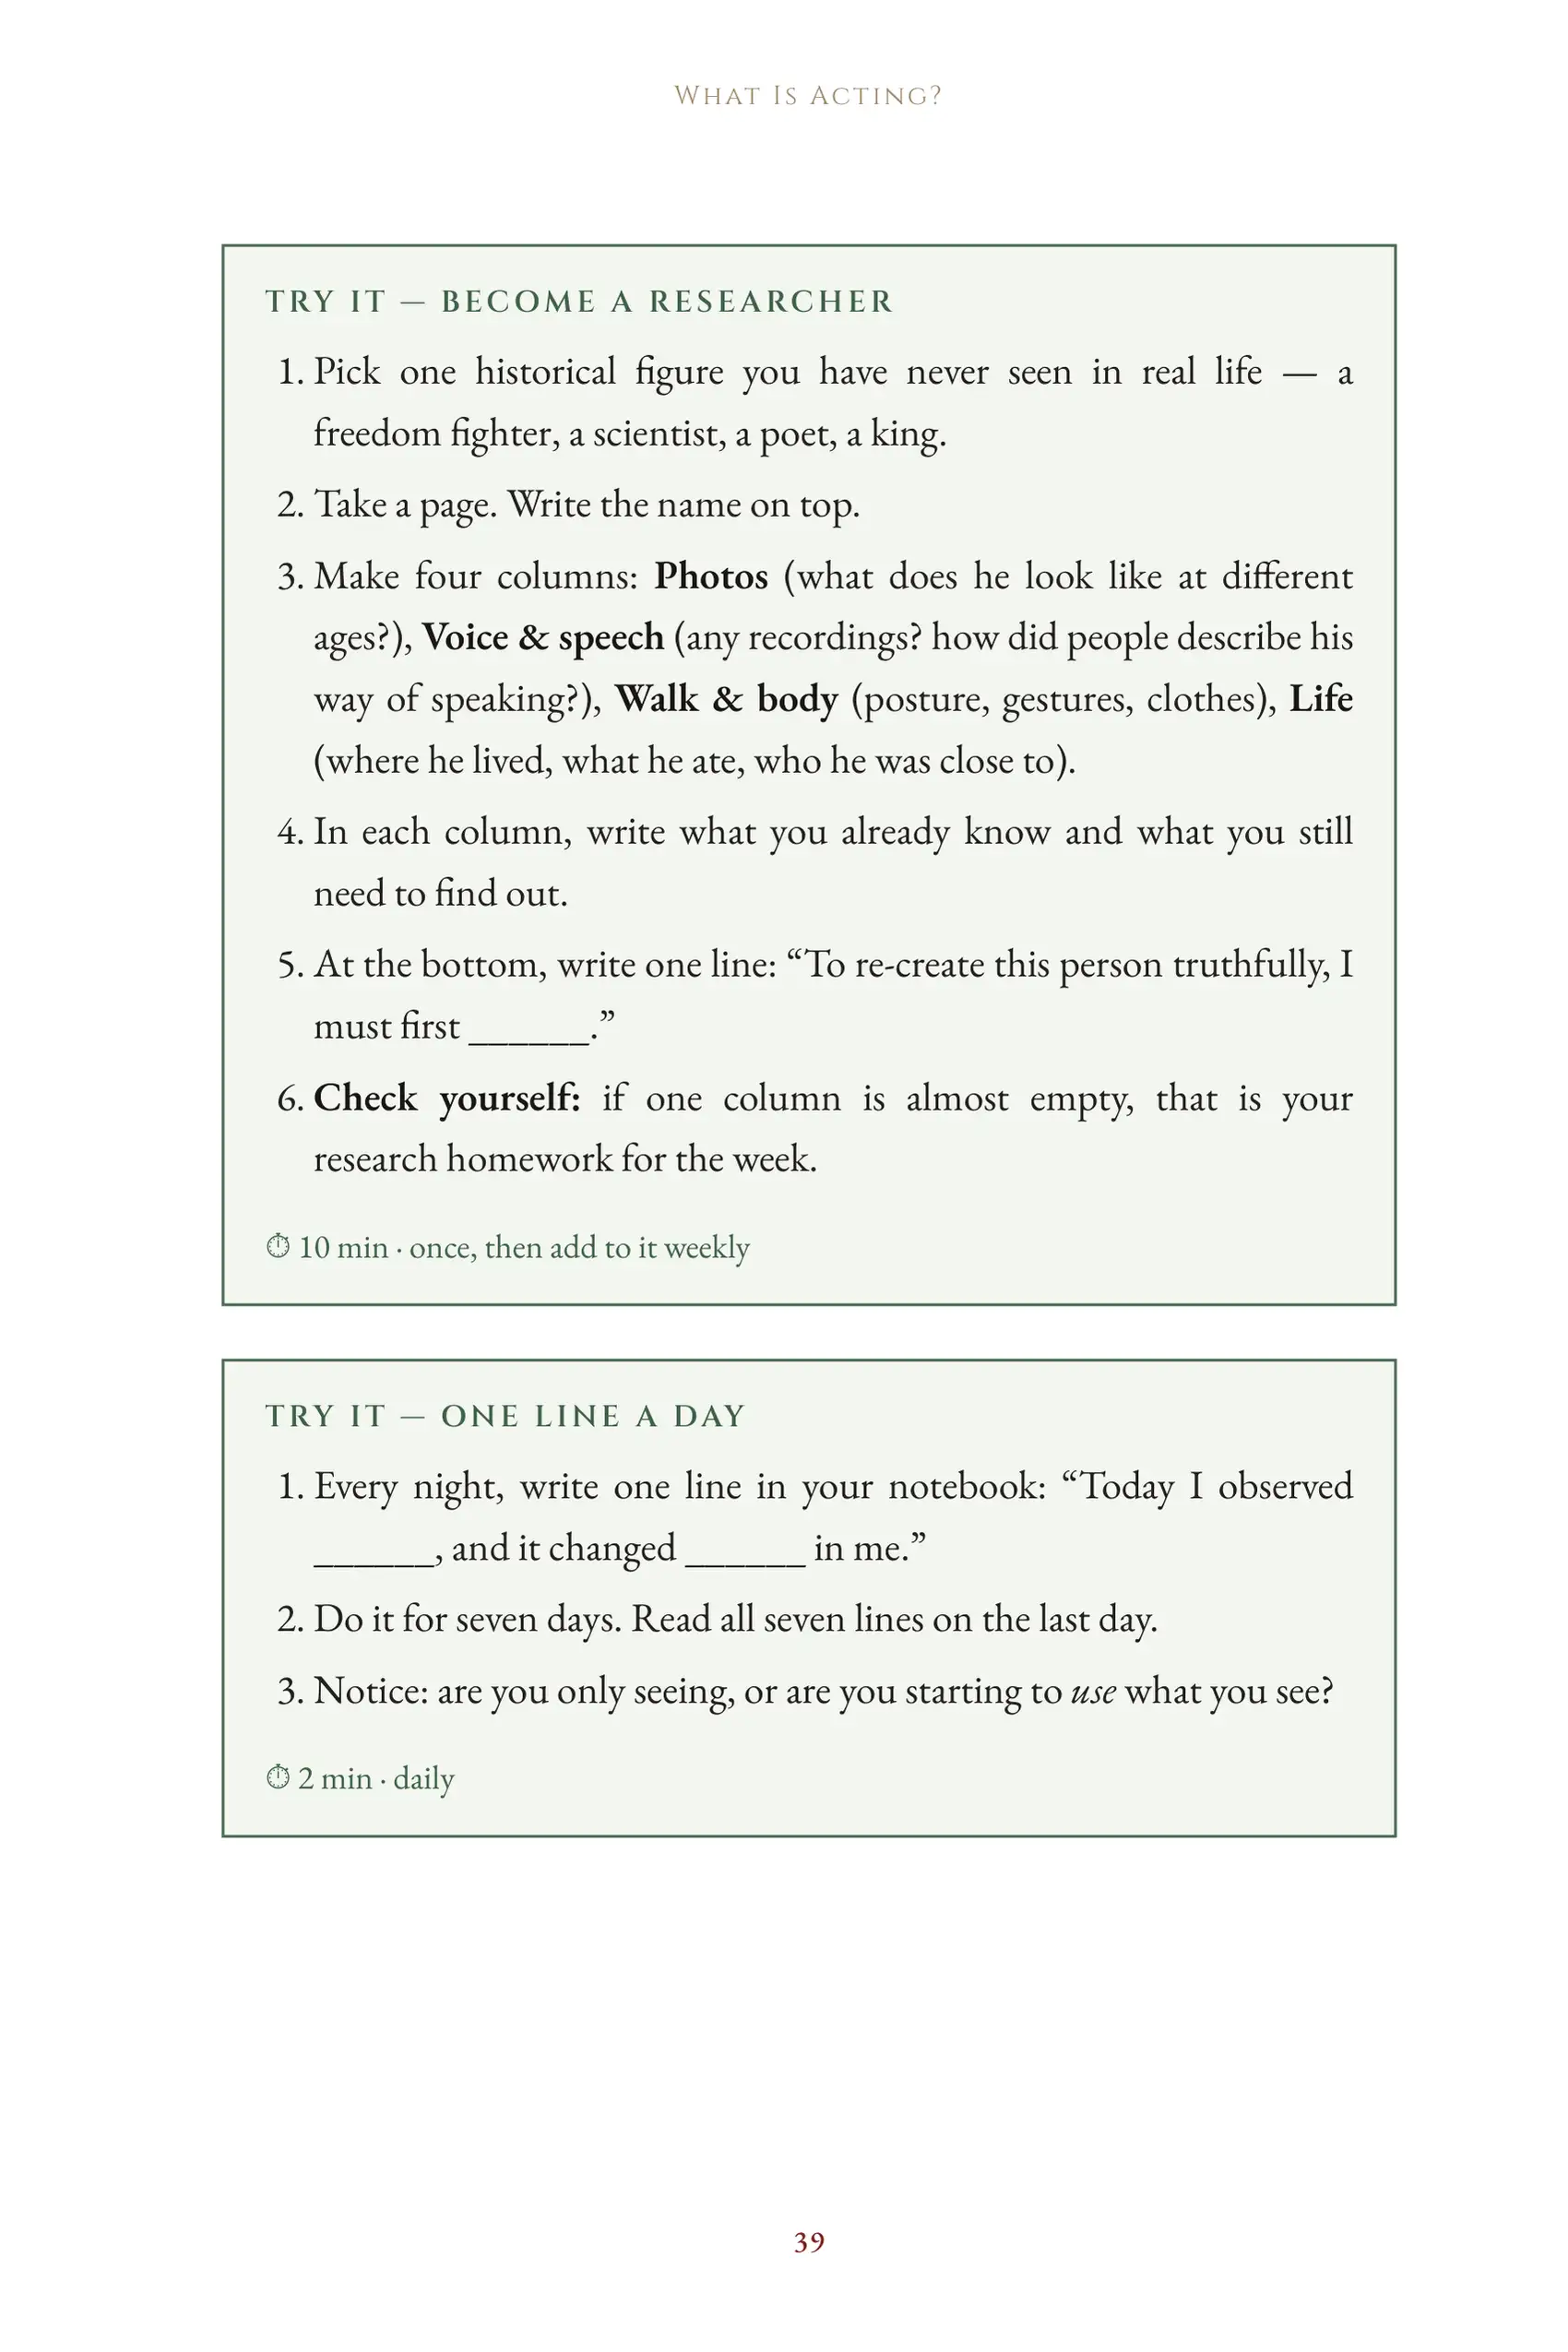 What Is Acting?
TRY IT — BECOME A RESEARCHER
1. Pick one historical figure you have never seen in real life — a
freedom fighter, a scientist, a poet, a king.
2. Take a page. Write the name on top.
3. Make four columns: Photos (what does he look like at different
ages?), Voice & speech (any recordings? how did people describe his
way of speaking?), Walk & body (posture, gestures, clothes), Life
(where he lived, what he ate, who he was close to).
4. In each column, write what you already know and what you still
need to find out.
5. At the bottom, write one line: “To re-create this person truthfully, I
must first ______.”
6. Check yourself: if one column is almost empty, that is your
research homework for the week.
⏱ 10 min · once, then add to it weekly
TRY IT — ONE LINE A DAY
1. Every night, write one line in your notebook: “Today I observed
______, and it changed ______ in me.”
2. Do it for seven days. Read all seven lines on the last day.
3. Notice: are you only seeing, or are you starting to use what you see?
⏱ 2 min · daily
39